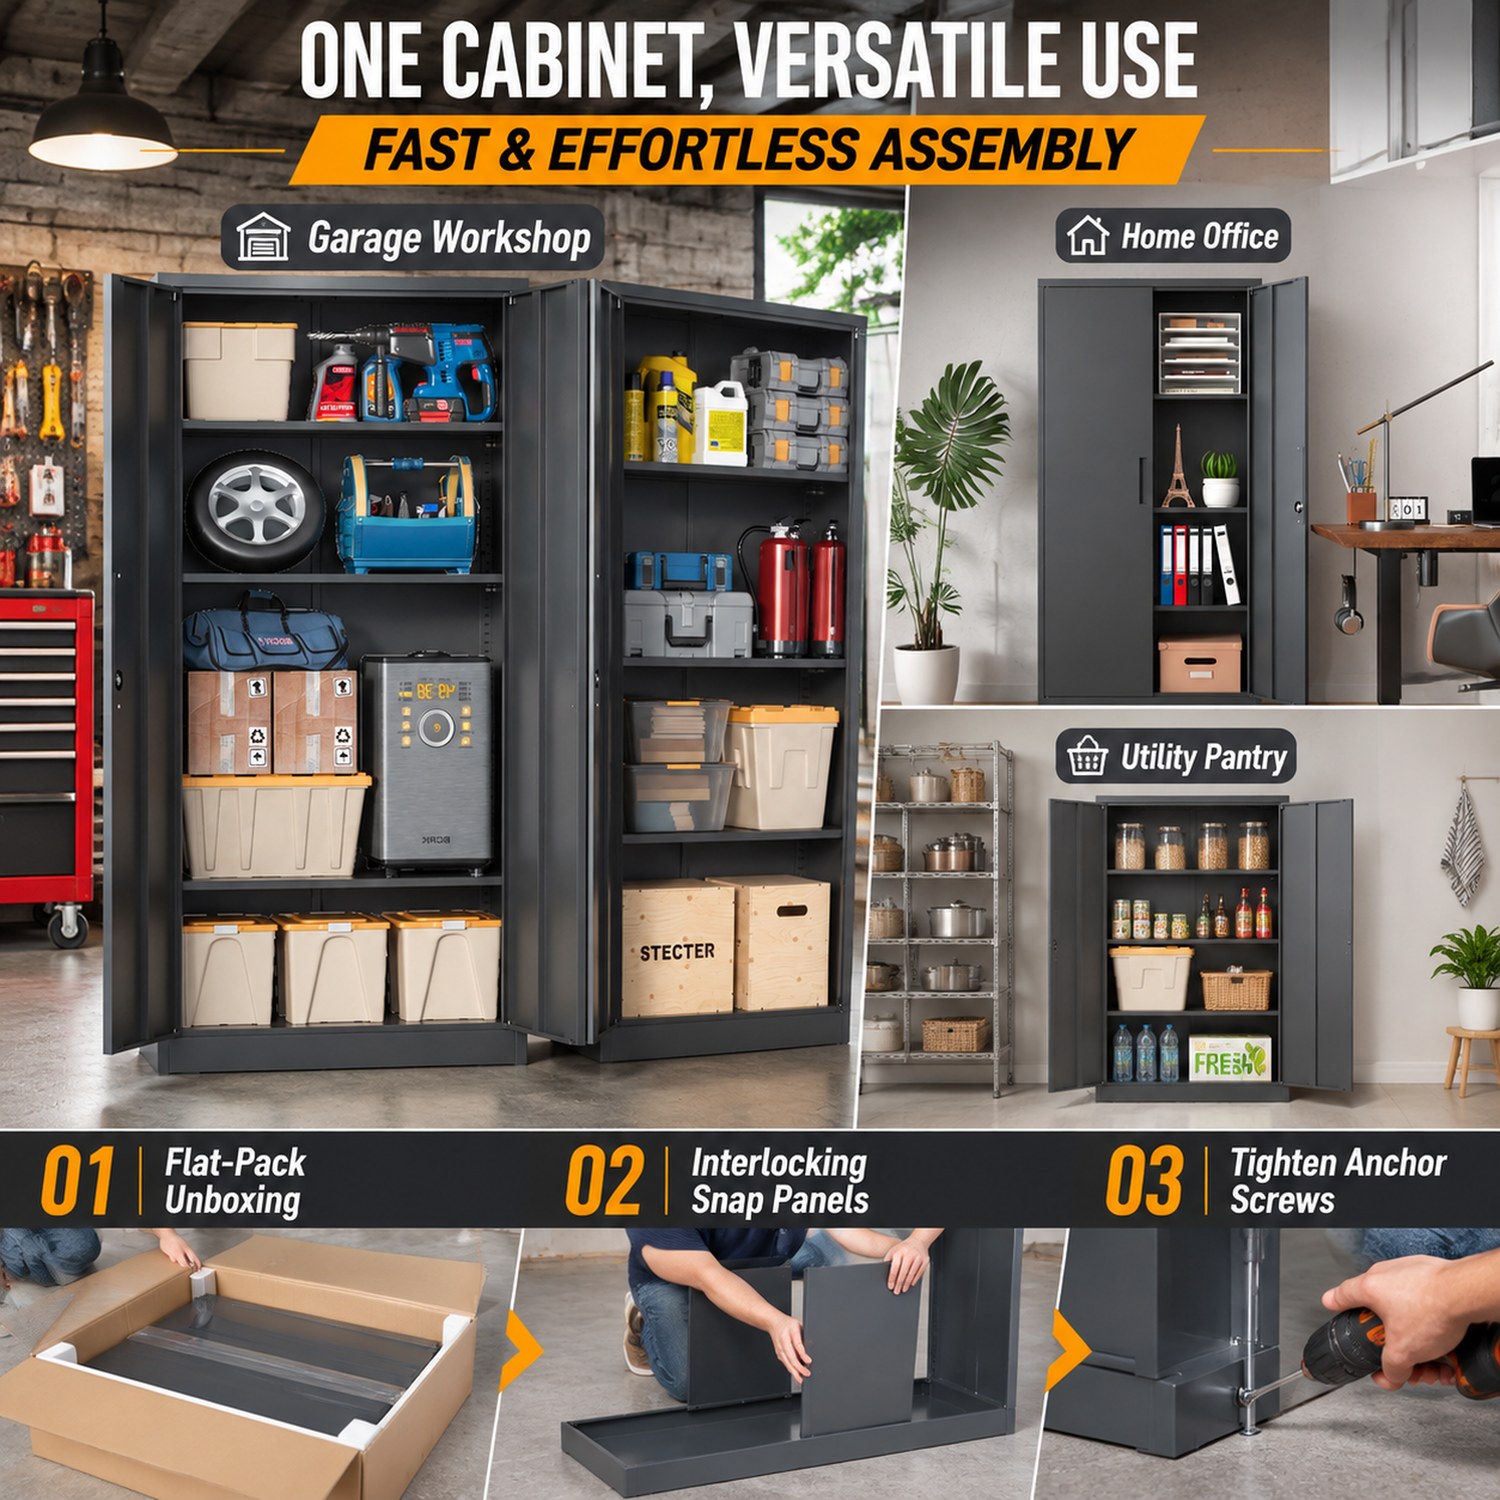 ONE CABINET, VERSATILE USE
FAST & EFFORTLESS ASSEMBLY
Garage Workshop
Home Office
Utility Pantry
STECTER
FRE
01
Flat-Pack
Unboxing
02
Interlocking
Snap Panels
03
Tighten Anchor
Screws